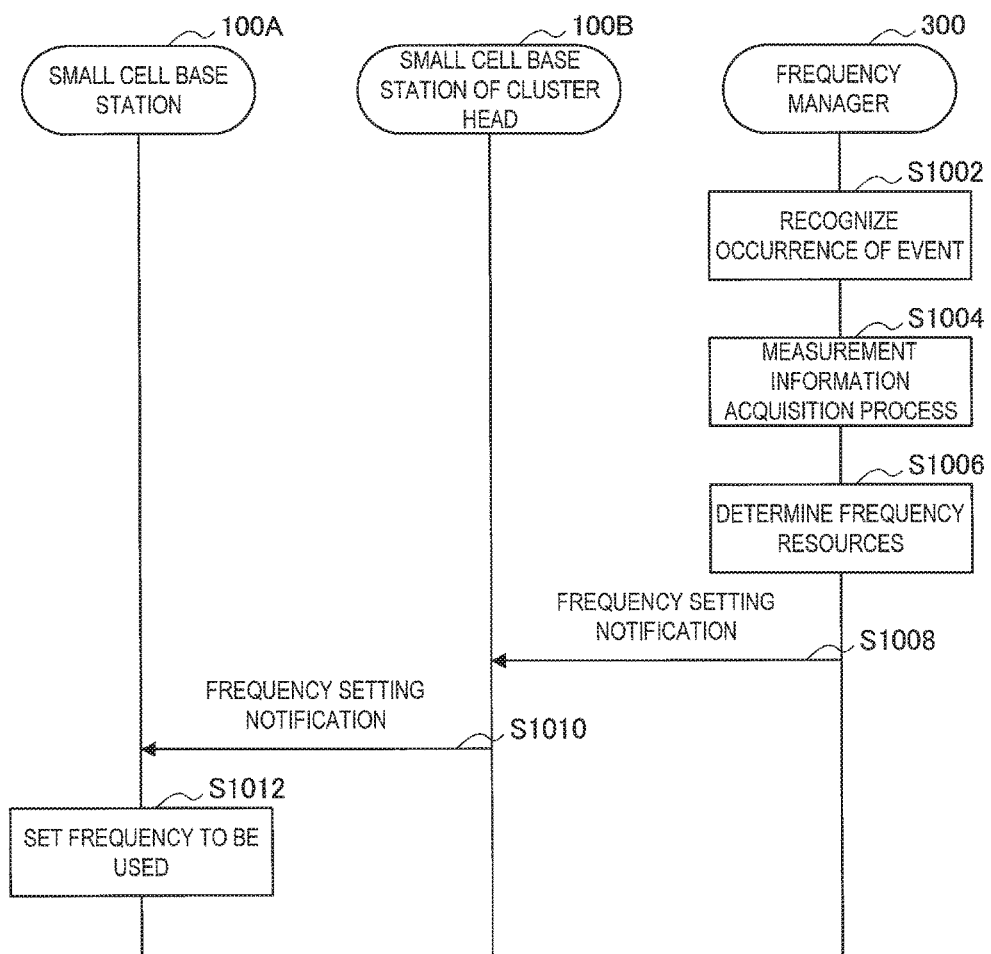 100A
SMALL CELL BASE
STATION
100B
SMALL CELL BASE
STATION OF CLUSTER
HEAD
300
FREQUENCY
MANAGER
S1002
RECOGNIZE
OCCURRENCE OF EVENT
S1004
MEASUREMENT
INFORMATION
ACQUISITION PROCESS
S1006
DETERMINE FREQUENCY
RESOURCES
FREQUENCY SETTING
NOTIFICATION
S1008
FREQUENCY SETTING
NOTIFICATION
S1010
S1012
SET FREQUENCY TO BE
USED